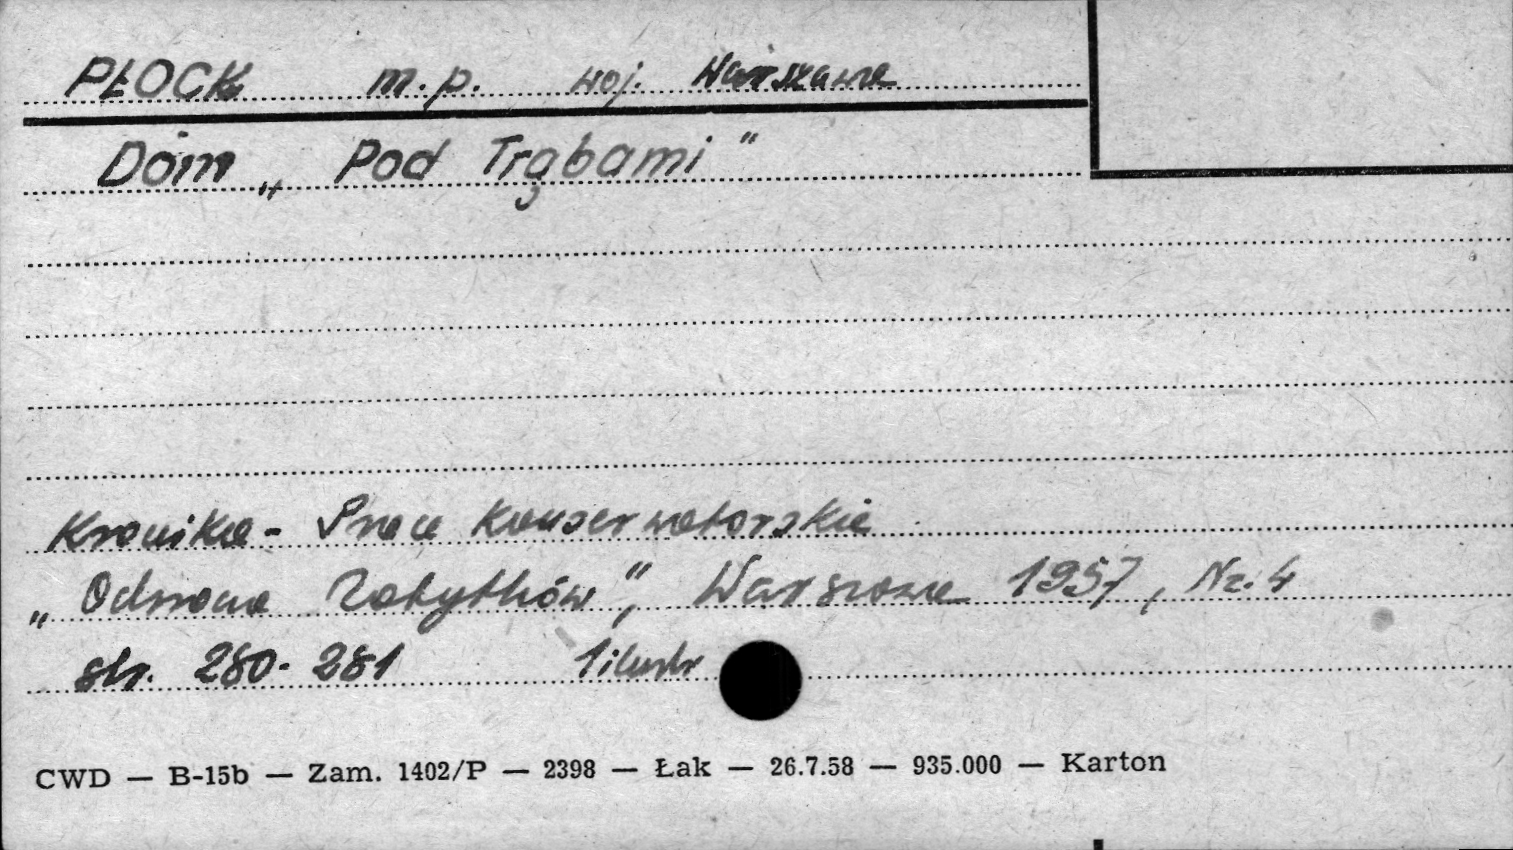 PŁOCK m.p. woj. Warszawa
Dom „Pod Trąbami"
Kronika - Prace konserwatorskie
„Ochrona Zabytków", Warszawa 1957, Nr. 4
str. 280-281 1 ilustr
CWD — B-15b — Zam. 1402/P — 2398 — Łak — 26.7.58 — 935.000 — Karton